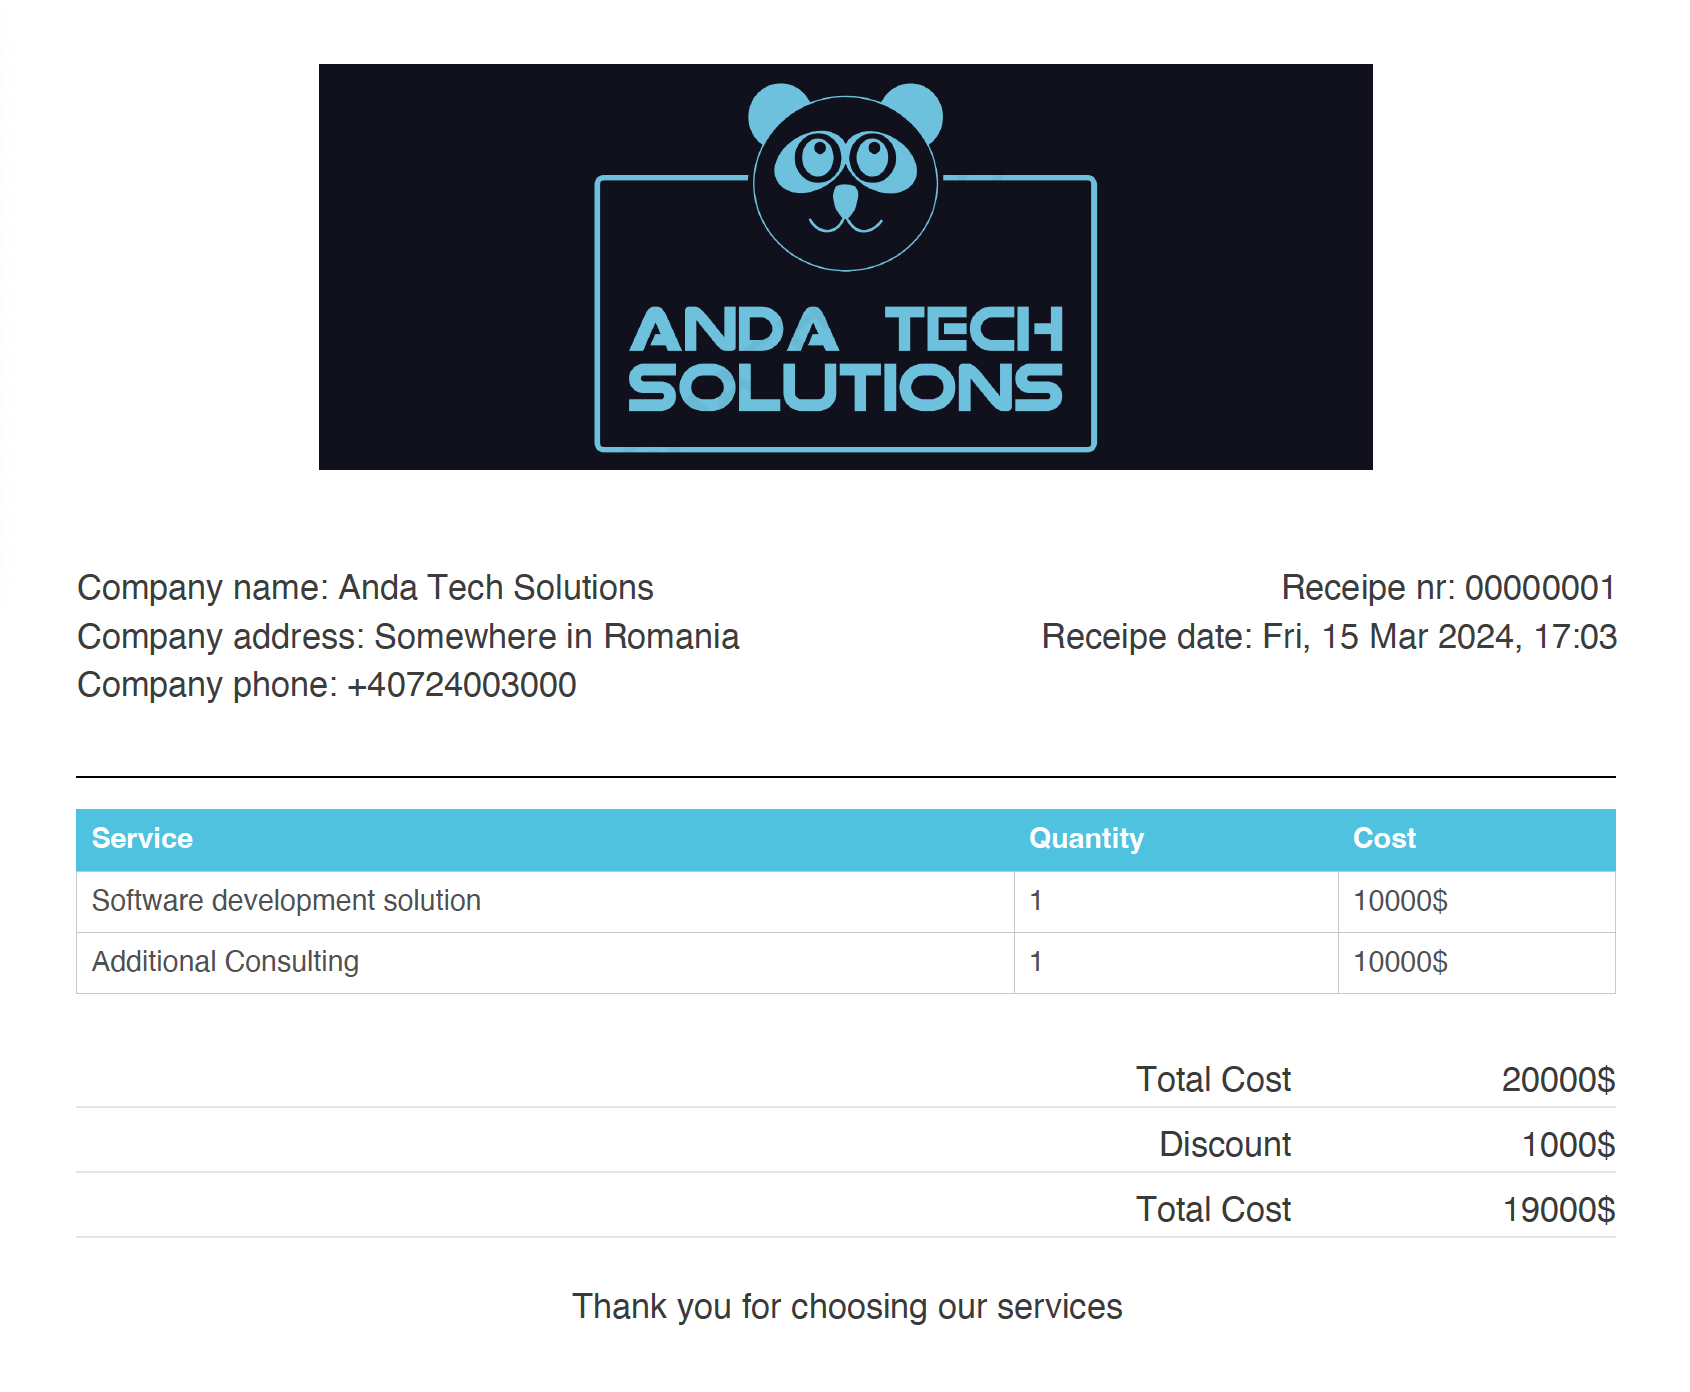 ANDA TECH
SOLUTIONS
Company name: Anda Tech Solutions
Company address: Somewhere in Romania
Company phone: +40724003000
Receipe nr: 00000001
Receipe date: Fri, 15 Mar 2024, 17:03
Service Quantity Cost
Software development solution 1 10000$
Additional Consulting 1 10000$
Total Cost 20000$
Discount 1000$
Total Cost 19000$
Thank you for choosing our services